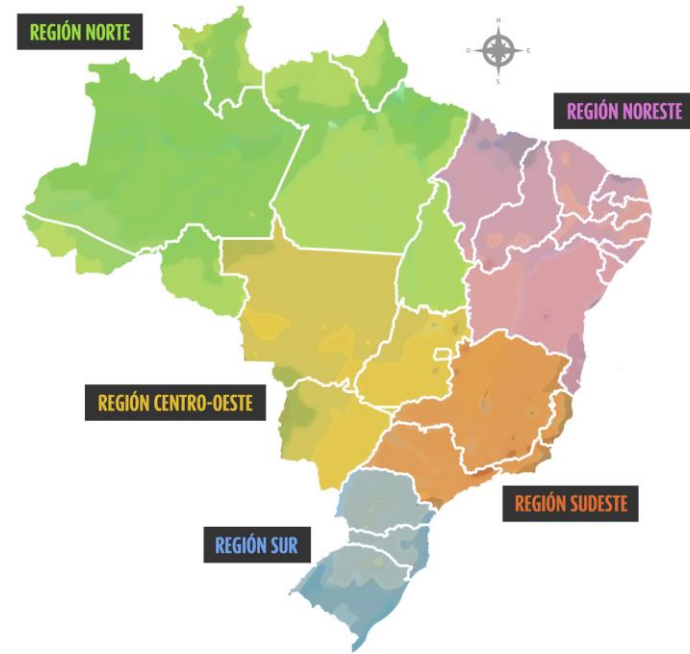 REGIÓN NORTE
N
O
E
S
REGIÓN NORESTE
REGIÓN CENTRO-OESTE
REGIÓN SUDESTE
REGIÓN SUR